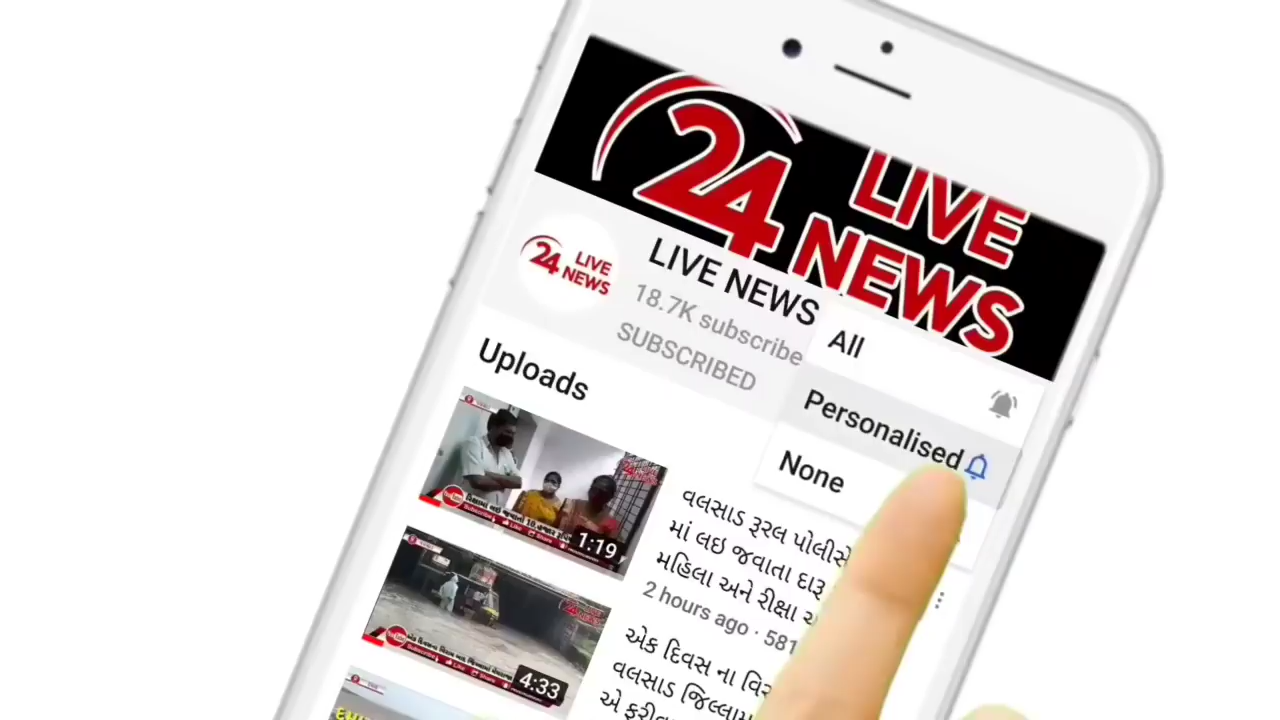 24 LIVE
NEWS
24 LIVE
NEWS
LIVE NEWS
18.7K subscribe
SUBSCRIBED
All
Personalised
None
Uploads
1:19
વલસાડ રૂરલ પોલીસે
માં લઇ જવાતા દારૂ
મહિલા અને રીક્ષા
2 hours ago · 581
4:33
એક દિવસ ના
વલસાડ જિલ્લામ
એ ફરીવા